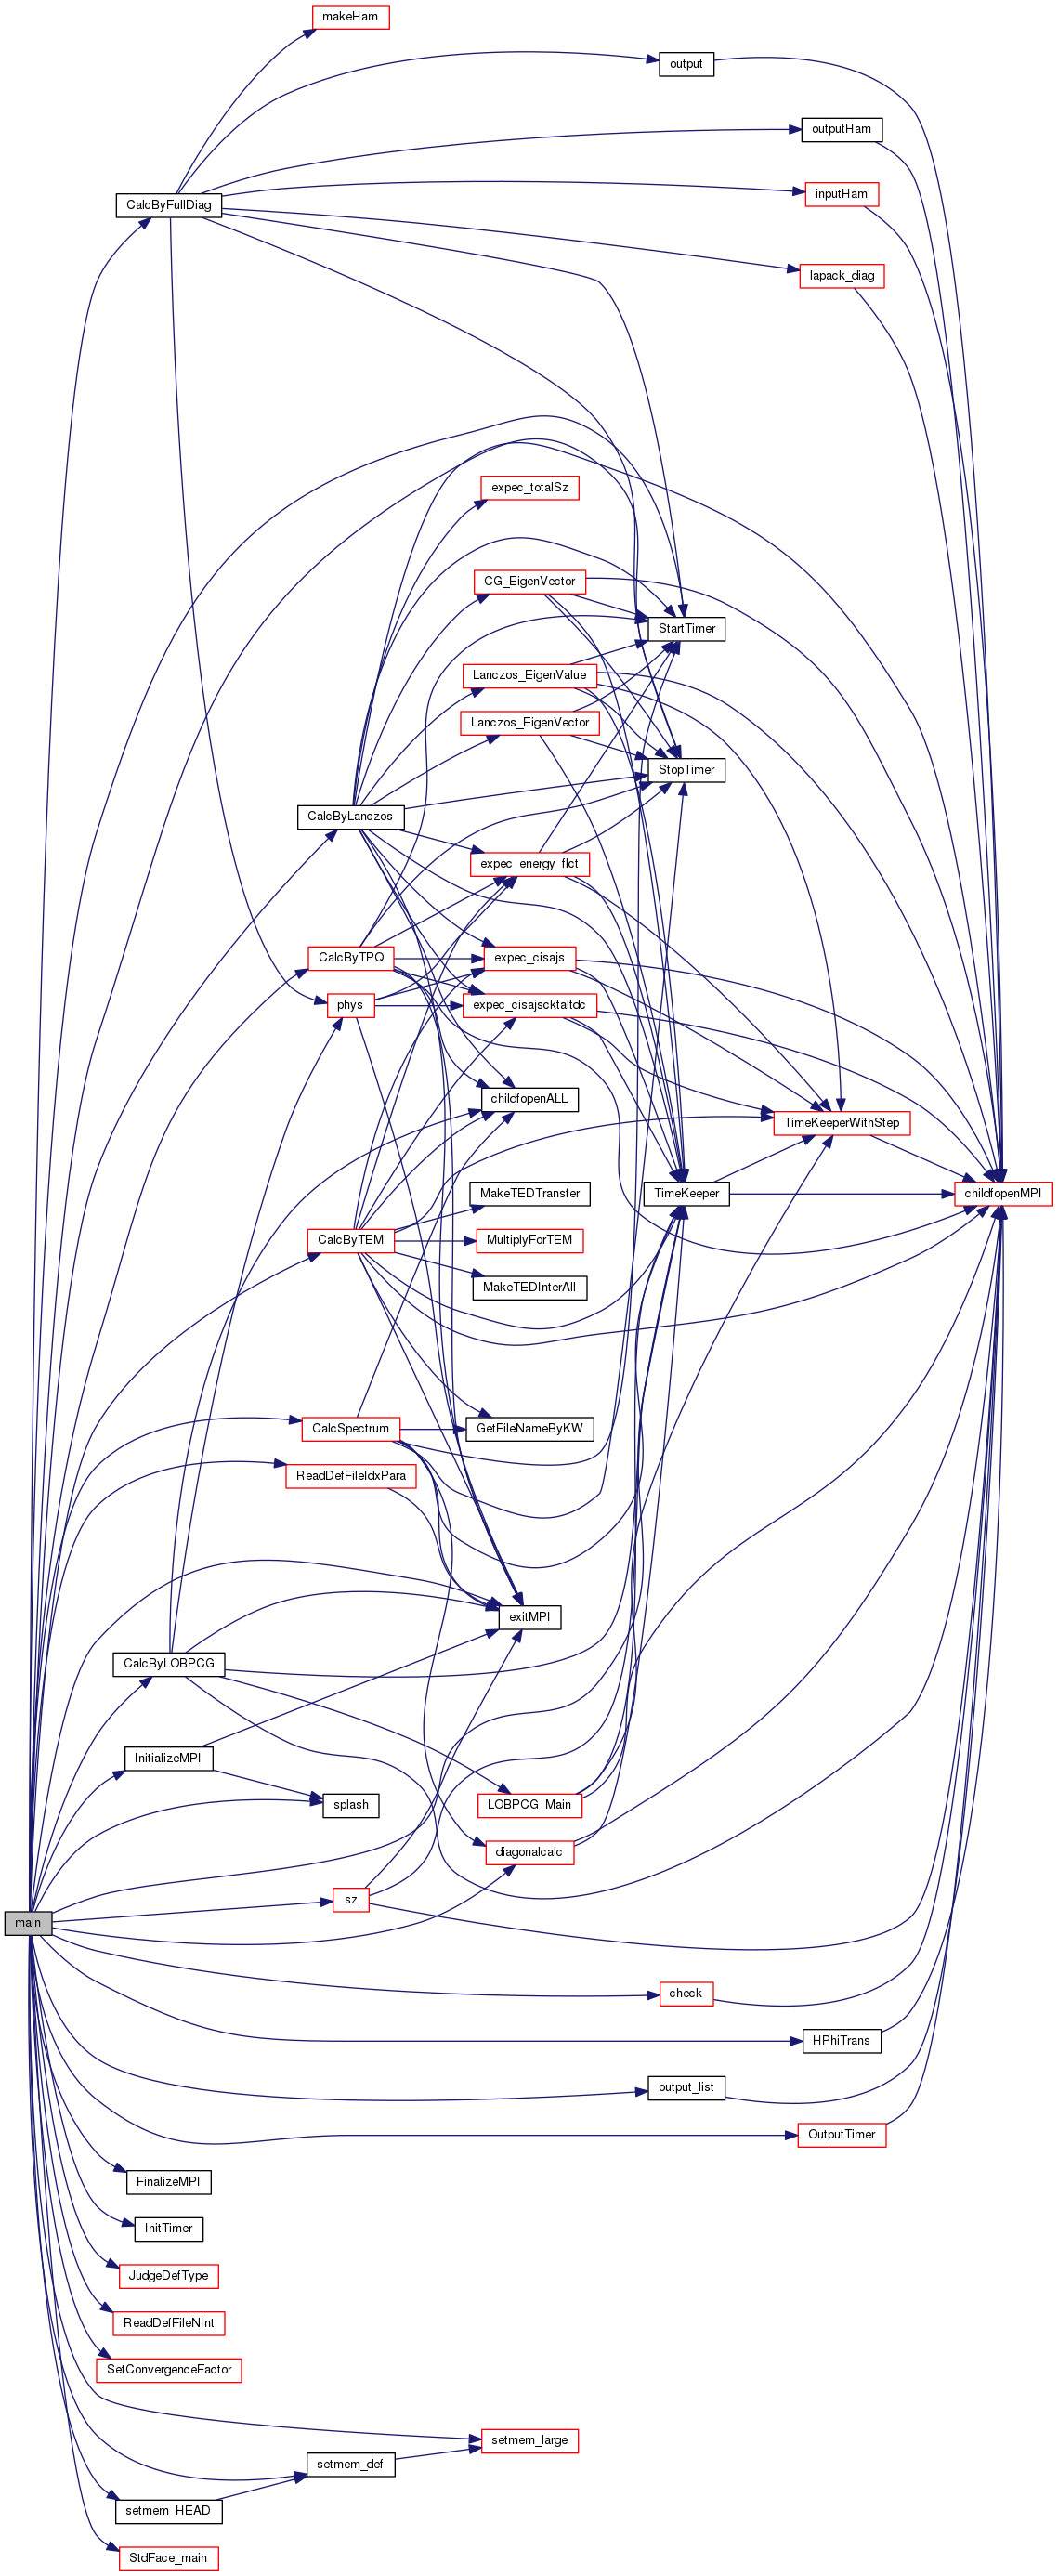 makeHam
output
outputHam
CalcByFullDiag
inputHam
lapack_diag
expec_totalSz
CG_EigenVector
StartTimer
Lanczos_EigenValue
Lanczos_EigenVector
StopTimer
CalcByLanczos
expec_energy_flct
CalcByTPQ
expec_cisajs
phys
expec_cisajscktaltdc
childfopenALL
TimeKeeperWithStep
MakeTEDTransfer
TimeKeeper
childfopenMPI
CalcByTEM
MultiplyForTEM
MakeTEDInterAll
CalcSpectrum
GetFileNameByKW
ReadDefFileIdxPara
exitMPI
CalcByLOBPCG
InitializeMPI
splash
LOBPCG_Main
diagonalcalc
sz
main
check
HPhiTrans
output_list
OutputTimer
FinalizeMPI
InitTimer
JudgeDefType
ReadDefFileNInt
SetConvergenceFactor
setmem_large
setmem_def
setmem_HEAD
StdFace_main